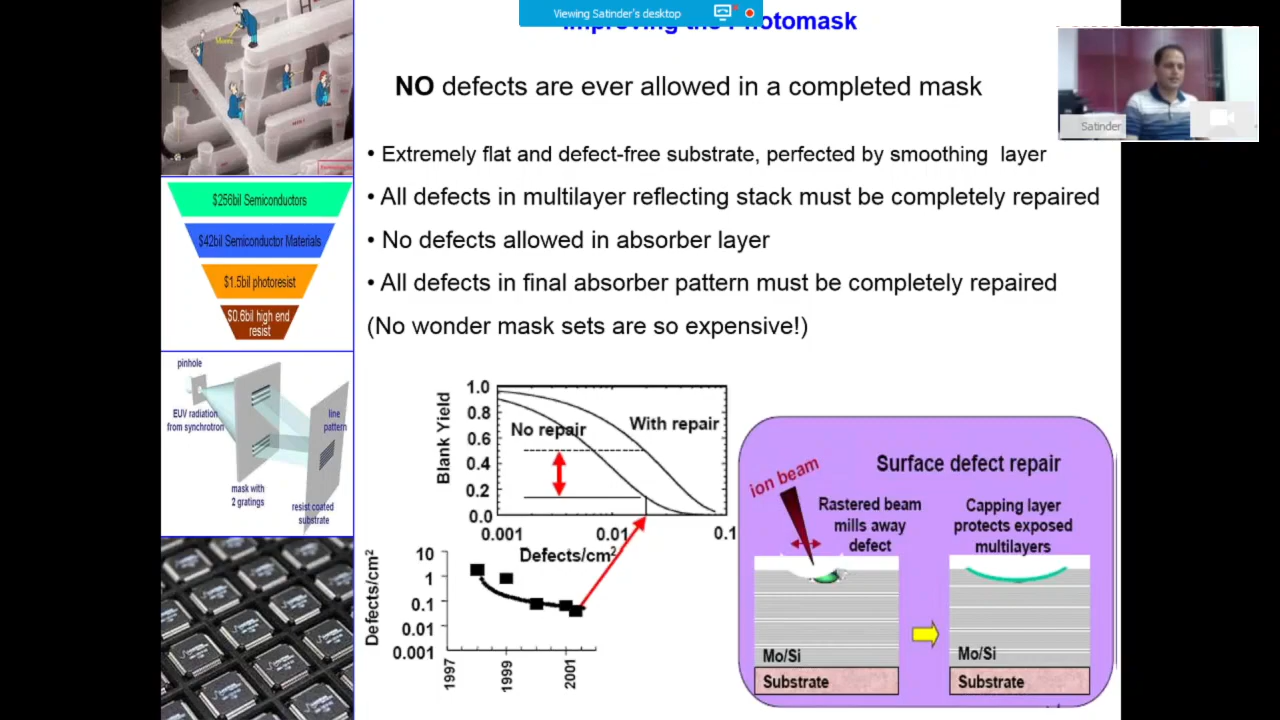 Viewing Satinder's desktop
Improving the Photomask
NO defects are ever allowed in a completed mask
• Extremely flat and defect-free substrate, perfected by smoothing layer
• All defects in multilayer reflecting stack must be completely repaired
• No defects allowed in absorber layer
• All defects in final absorber pattern must be completely repaired
(No wonder mask sets are so expensive!)
Satinder
$256bil Semiconductors
$42bil Semiconductor Materials
$1.5bil photoresist
$0.6bil high end
resist
pinhole
EUV radiation
from synchrotron
line
pattern
mask with
2 gratings
resist coated
substrate
Blank Yield
1.0
0.8
0.6
0.4
0.2
0.0
No repair
With repair
0.001
0.01
0.1
Defects/cm²
Defects/cm²
10
1
0.1
0.01
0.001
1997
1999
2001
Surface defect repair
ion beam
Rastered beam
mills away
defect
Capping layer
protects exposed
multilayers
Mo/Si
Substrate
Mo/Si
Substrate